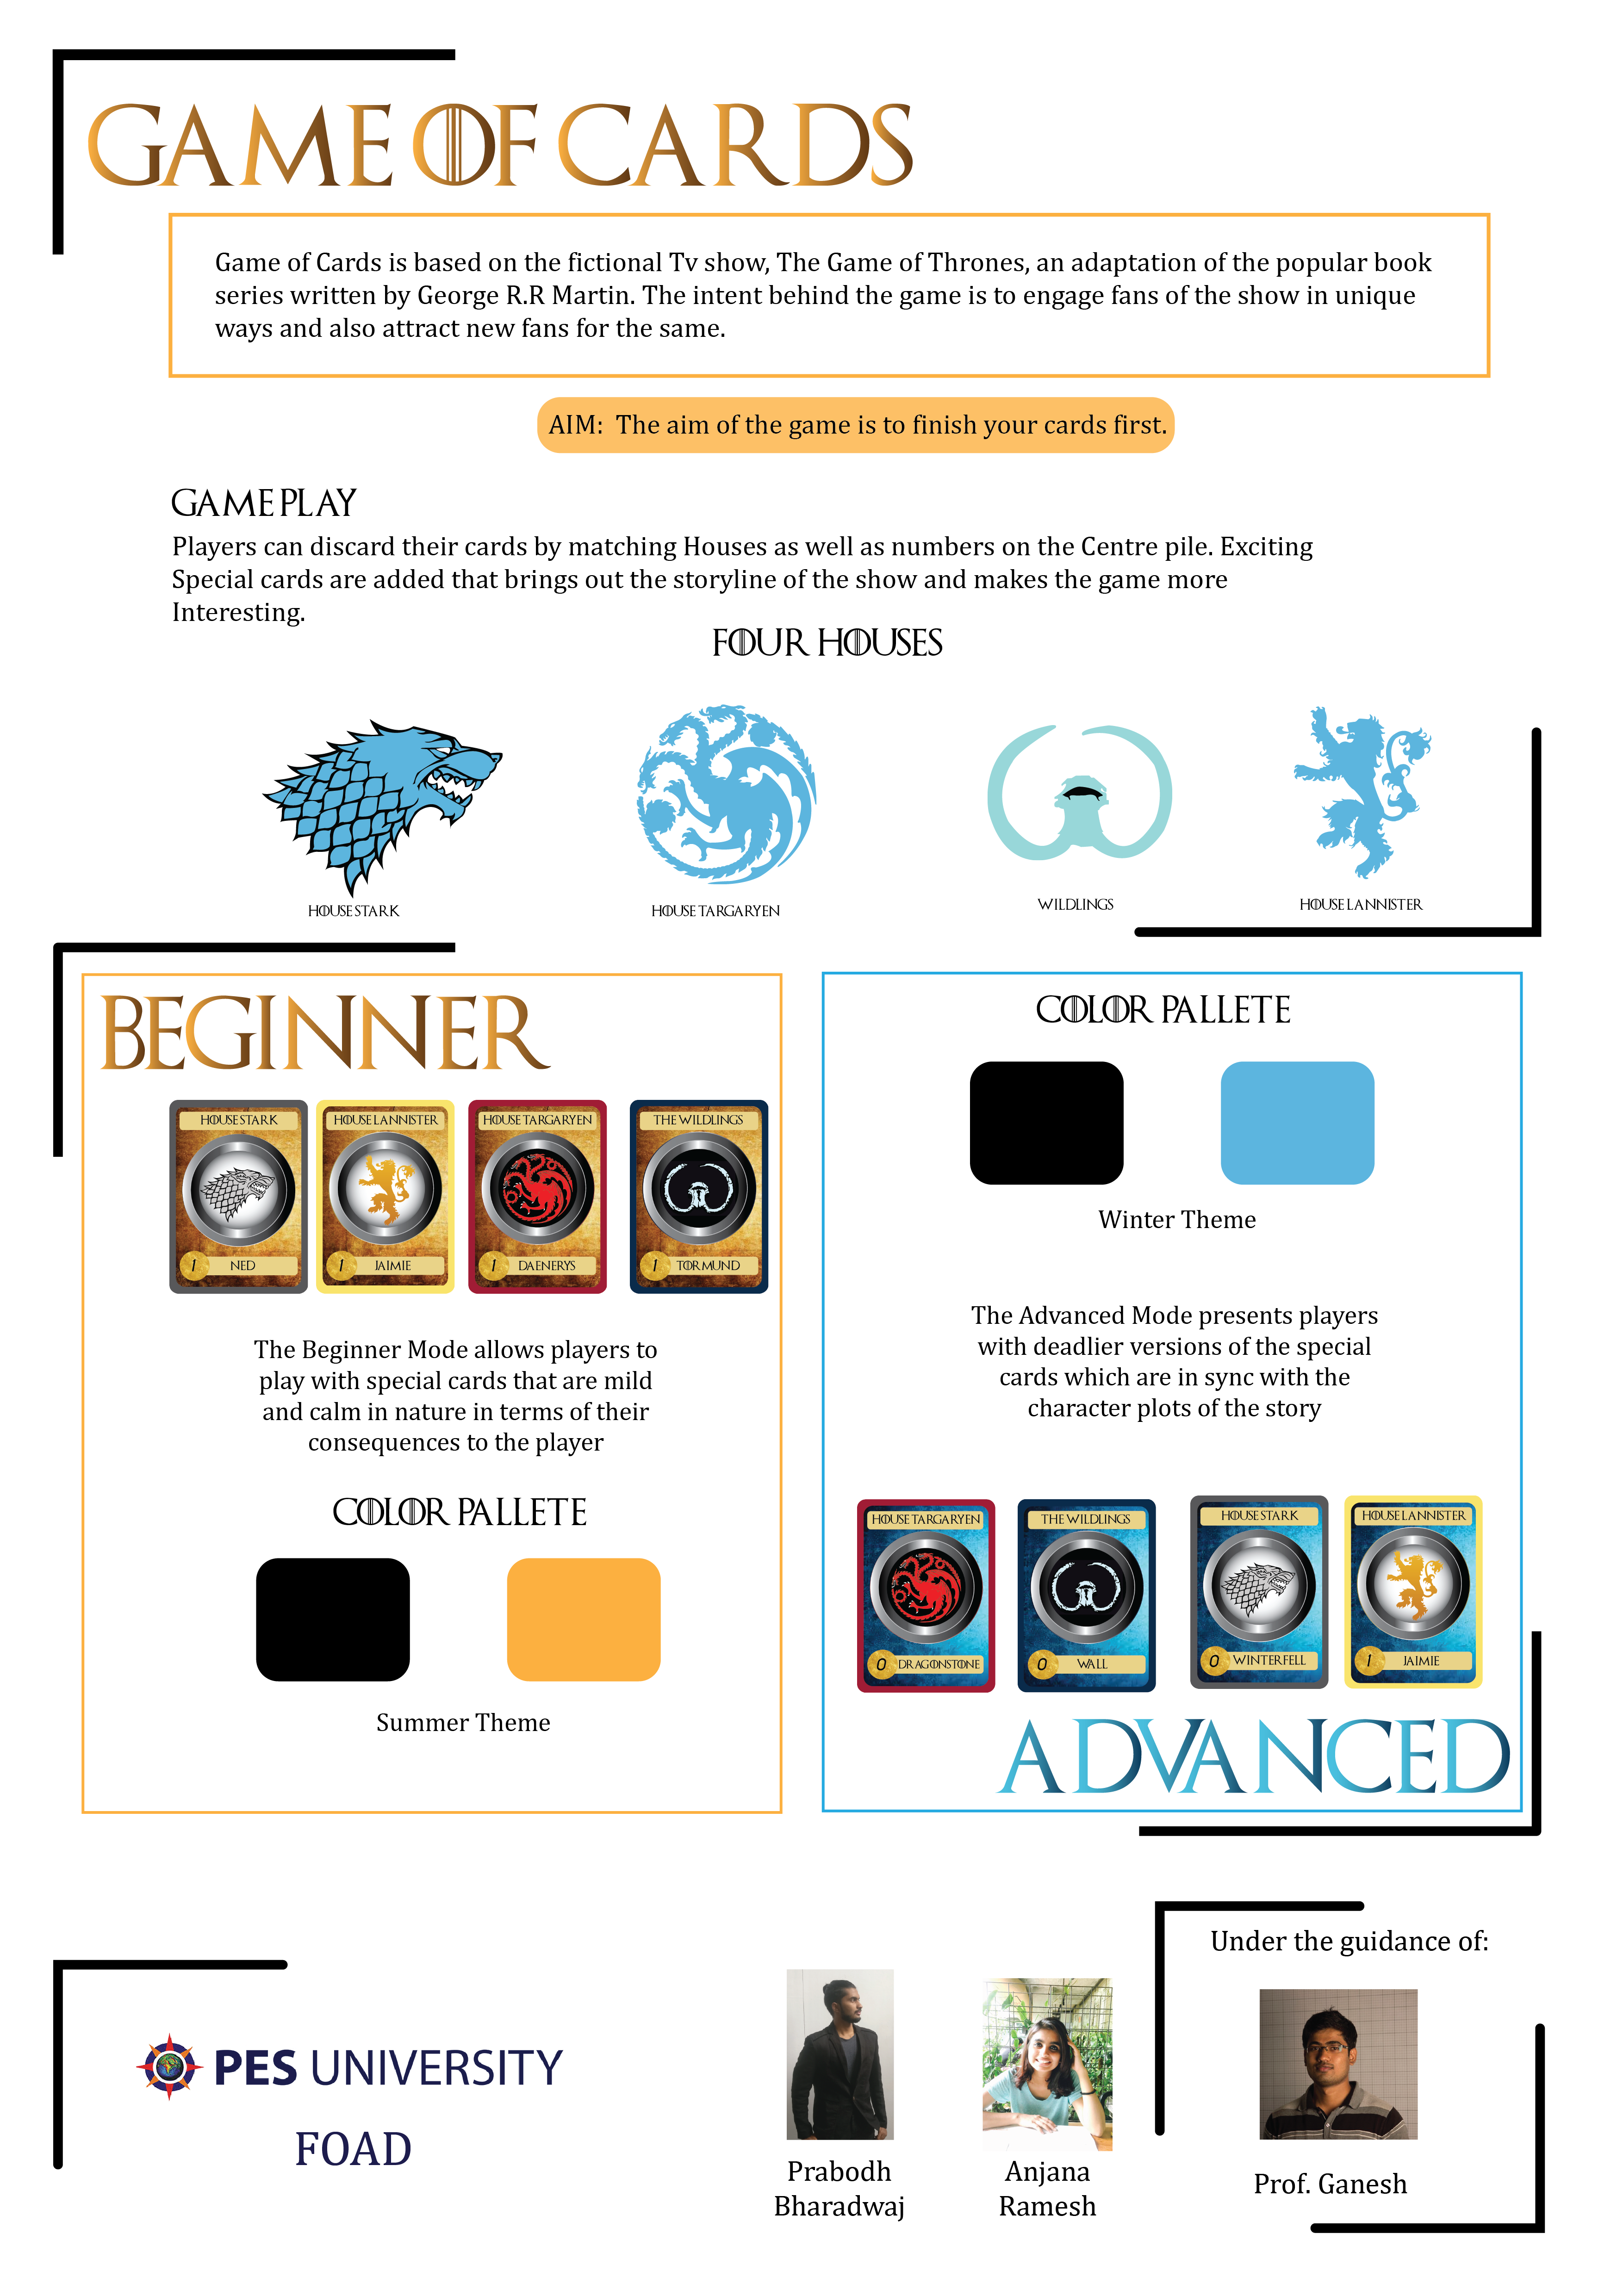 GAME OF CARDS
Game of Cards is based on the fictional Tv show, The Game of Thrones, an adaptation of the popular book
series written by George R.R Martin. The intent behind the game is to engage fans of the show in unique
ways and also attract new fans for the same.
AIM: The aim of the game is to finish your cards first.
GAMEPLAY
Players can discard their cards by matching Houses as well as numbers on the Centre pile. Exciting
Special cards are added that brings out the storyline of the show and makes the game more
Interesting.
FOUR HOUSES
HOUSE STARK
HOUSE TARGARYEN
WILDLINGS
HOUSE LANNISTER
BEGINNER
HOUSE STARK
1 NED
HOUSE LANNISTER
1 JAIMIE
HOUSE TARGARYEN
1 DAENERYS
THE WILDLINGS
1 TORMUND
The Beginner Mode allows players to
play with special cards that are mild
and calm in nature in terms of their
consequences to the player
COLOR PALLETE
Summer Theme
COLOR PALLETE
Winter Theme
The Advanced Mode presents players
with deadlier versions of the special
cards which are in sync with the
character plots of the story
HOUSE TARGARYEN
0 DRAGONSTONE
THE WILDLINGS
0 WALL
HOUSE STARK
0 WINTERFELL
HOUSE LANNISTER
1 JAIMIE
ADVANCED
PES UNIVERSITY
FOAD
Prabodh
Bharadwaj
Anjana
Ramesh
Under the guidance of:
Prof. Ganesh